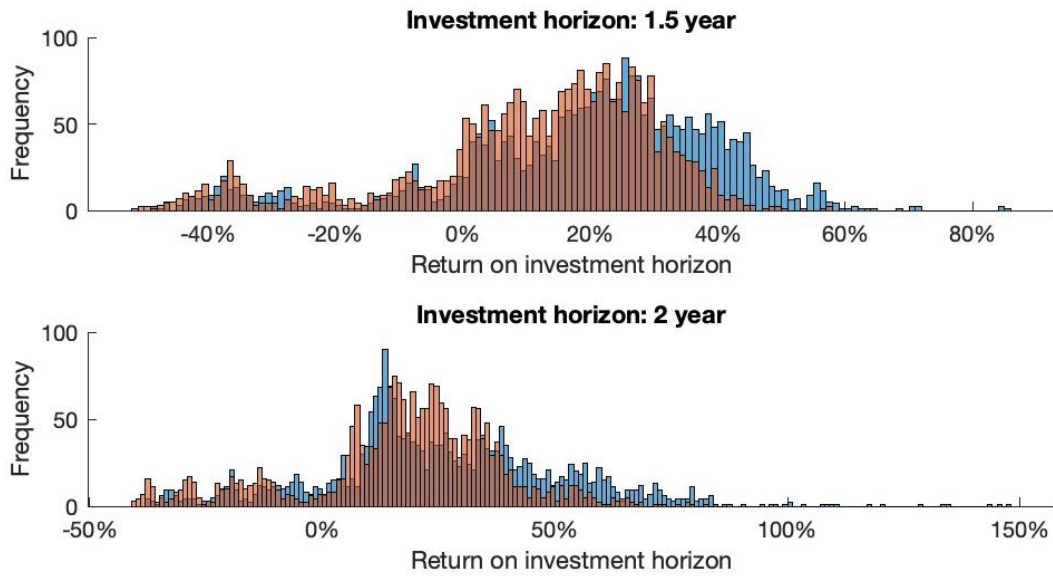 Investment horizon: 1.5 year
100
50
0
Frequency
-40% -20% 0% 20% 40% 60% 80%
Return on investment horizon
Investment horizon: 2 year
100
50
0
Frequency
-50% 0% 50% 100% 150%
Return on investment horizon